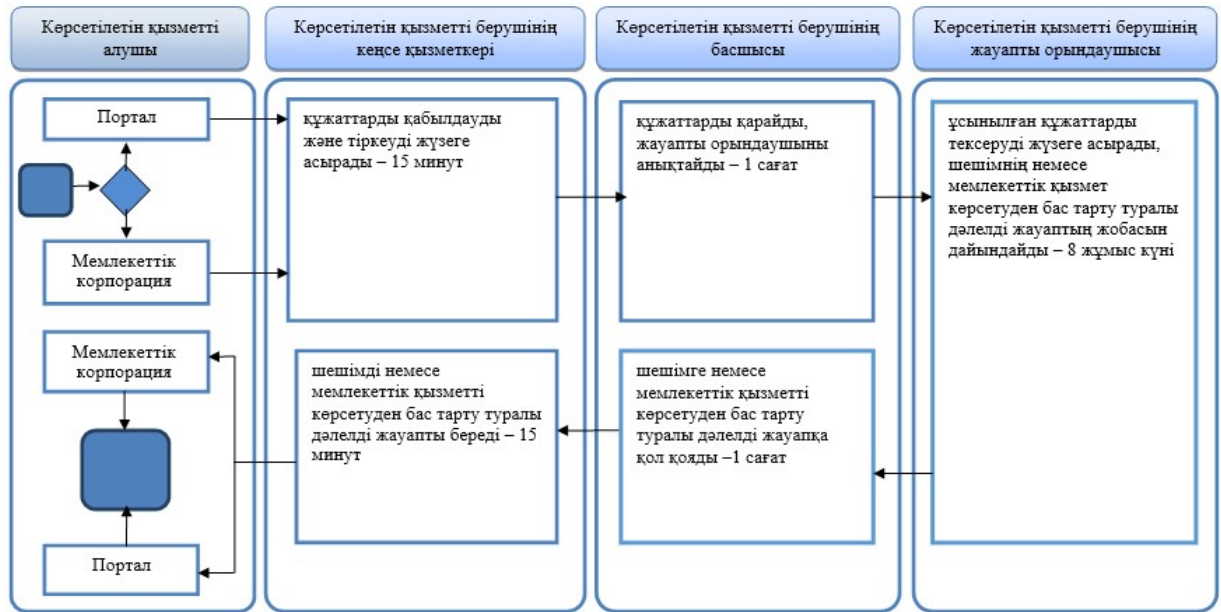 Көрсетілетін қызметті
алушы
Көрсетілетін қызметті берушінің
кеңсе қызметкері
Көрсетілетін қызметті берушінің
басшысы
Көрсетілетін қызметті берушінің
жауапты орындаушысы
Портал
Мемлекеттік
корпорация
құжаттарды қабылдауды
және тіркеуді жүзеге
асырады – 15 минут
құжаттарды қарайды,
жауапты орындаушыны
анықтайды – 1 сағат
ұсынылған құжаттарды
тексеруді жүзеге асырады,
шешімнің немесе
мемлекеттік қызмет
көрсетуден бас тарту туралы
дәлелді жауаптың жобасын
дайындайды – 8 жұмыс күні
Мемлекеттік
корпорация
Портал
шешімді немесе
мемлекеттік қызметті
көрсетуден бас тарту туралы
дәлелді жауапты береді – 15
минут
шешімге немесе
мемлекеттік қызметті
көрсетуден бас тарту
туралы дәлелді жауапқа
қол қояды –1 сағат